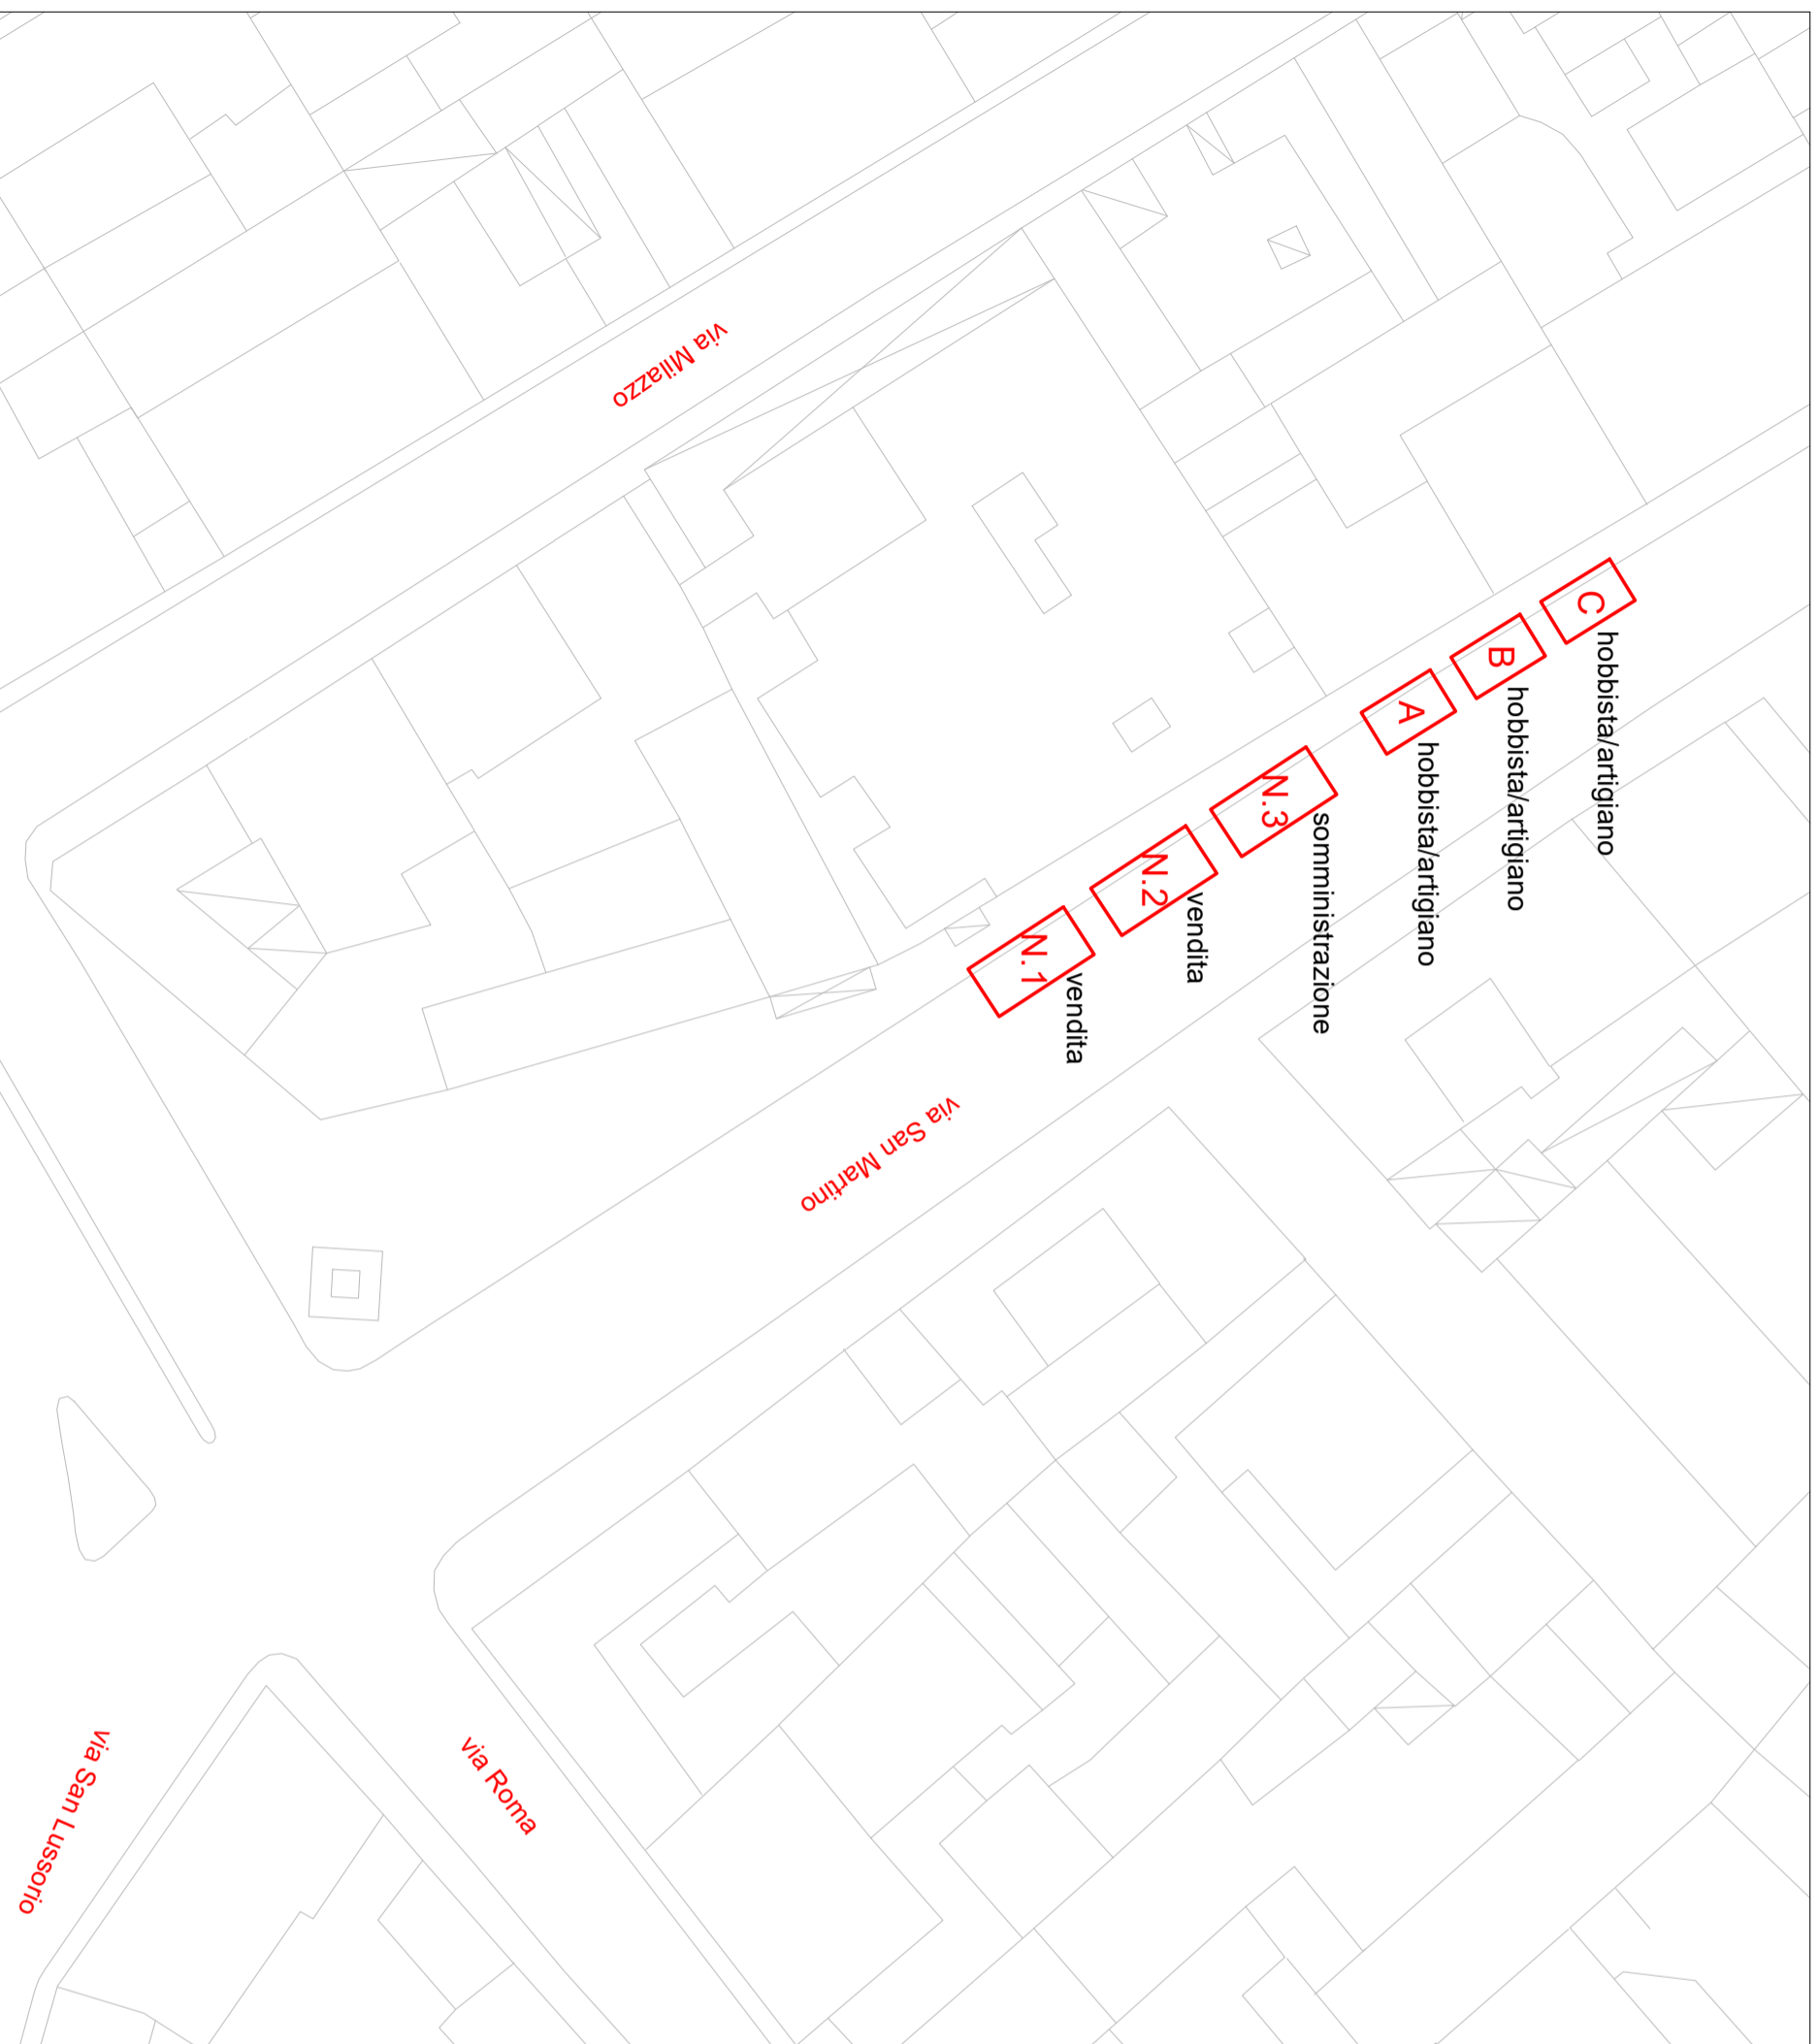 via Milazzo
C
hobbista/artigiano
B
hobbista/artigiano
A
hobbista/artigiano
N.3
somministrazione
N.2
vendita
N.1
vendita
via San Martino
via Roma
via San Lussorio